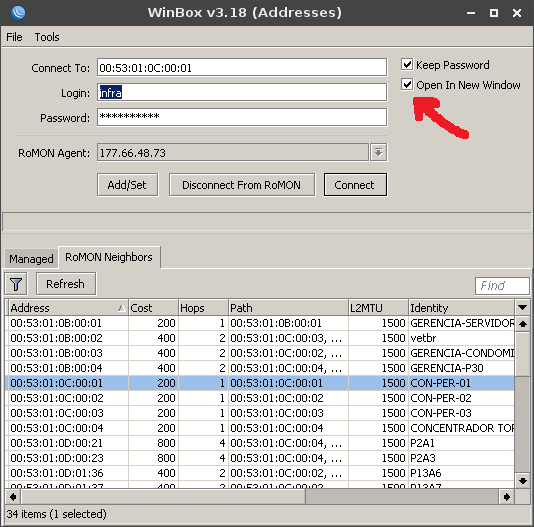 WinBox v3.18 (Addresses)
File Tools
Connect To: 00:53:01:0C:00:01
Keep Password
Login: infra
Open In New Window
Password: **********
RoMON Agent: 177.66.48.73
Add/Set Disconnect From RoMON Connect
Managed RoMON Neighbors
Refresh Find
Address Cost Hops Path L2MTU Identity
00:53:01:0B:00:01 200 1 00:53:01:0B:00:01 1500 GERENCIA-SERVIDOR
00:53:01:0B:00:02 400 2 00:53:01:0C:00:03, ... 1500 vetbr
00:53:01:0B:00:03 400 2 00:53:01:0C:00:02, ... 1500 GERENCIA-CONDOMI
00:53:01:0B:00:04 400 2 00:53:01:0C:00:04, ... 1500 GERENCIA-P30
00:53:01:0C:00:01 200 1 00:53:01:0C:00:01 1500 CON-PER-01
00:53:01:0C:00:02 200 1 00:53:01:0C:00:02 1500 CON-PER-02
00:53:01:0C:00:03 200 1 00:53:01:0C:00:03 1500 CON-PER-03
00:53:01:0C:00:04 200 1 00:53:01:0C:00:04 1500 CONCENTRADOR TOR
00:53:01:0D:00:21 800 4 00:53:01:0C:00:04, ... 1500 P2A1
00:53:01:0D:00:23 800 4 00:53:01:0C:00:04, ... 1500 P2A3
00:53:01:0D:01:36 400 2 00:53:01:0C:00:02, ... 1500 P13A6
00:53:01:0D:01:37 400 2 00:53:01:0C:00:02, ... 1500 P13A7
34 items (1 selected)